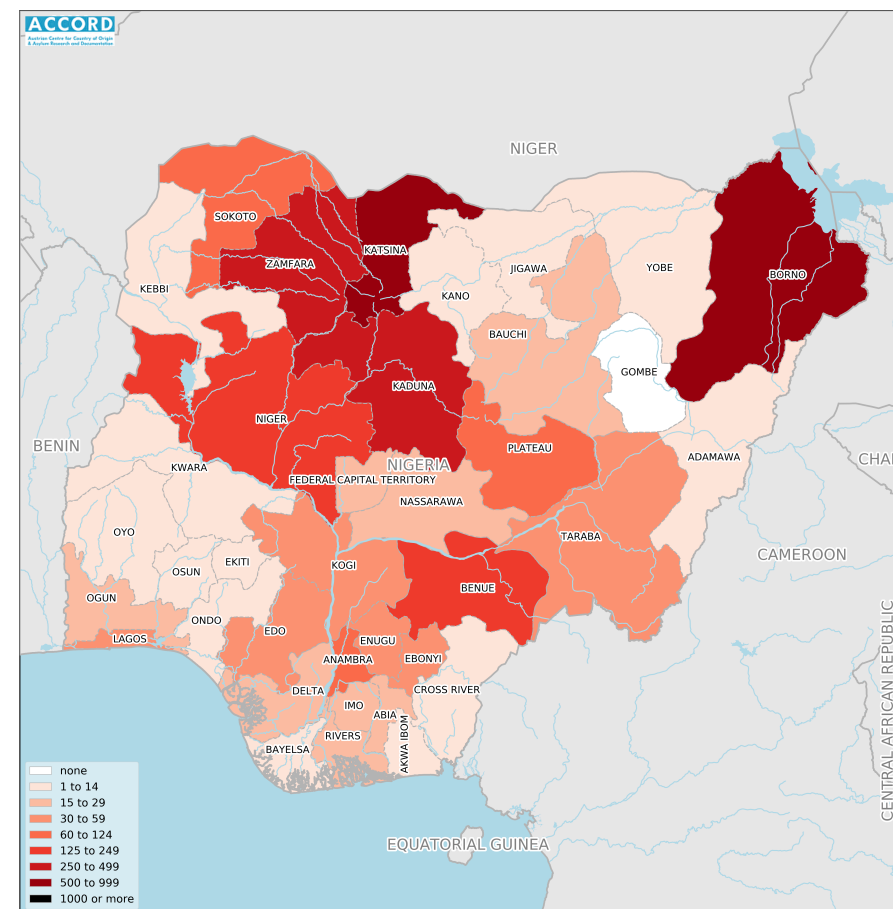 ACCORD
Austrian Centre for Country of Origin
& Asylum Research and Documentation
NIGER
SOKOTO
KATSINA
ZAMFARA
JIGAWA
YOBE
BORNO
KEBBI
KANO
BAUCHI
GOMBE
KADUNA
NIGER
BENIN
PLATEAU
ADAMAWA
CHA
KWARA
NIGERIA
FEDERAL CAPITAL TERRITORY
NASSARAWA
OYO
TARABA
CAMEROON
OSUN
EKITI
KOGI
BENUE
OGUN
ONDO
EDO
LAGOS
ENUGU
ANAMBRA
EBONYI
DELTA
CROSS RIVER
IMO
ABIA
RIVERS
AKWA IBOM
BAYELSA
CENTRAL AFRICAN REPUBLIC
EQUATORIAL GUINEA
none
1 to 14
15 to 29
30 to 59
60 to 124
125 to 249
250 to 499
500 to 999
1000 or more